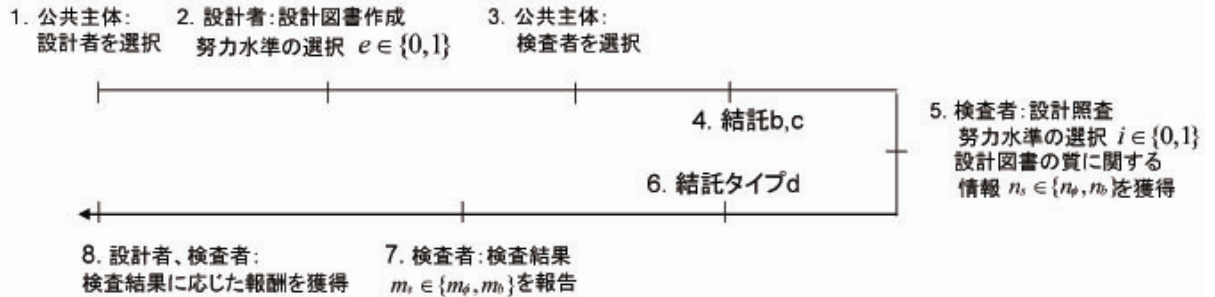 1. 公共主体:
設計者を選択
2. 設計者:設計図書作成
努力水準の選択 e∈{0,1}
3. 公共主体:
検査者を選択
4. 結託b,c
5. 検査者:設計照査
努力水準の選択 i∈{0,1}
設計図書の質に関する
情報 nₛ∈{n_ϕ,n_b}を獲得
6. 結託タイプd
7. 検査者:検査結果
mₛ∈{m_ϕ,m_b}を報告
8. 設計者、検査者:
検査結果に応じた報酬を獲得